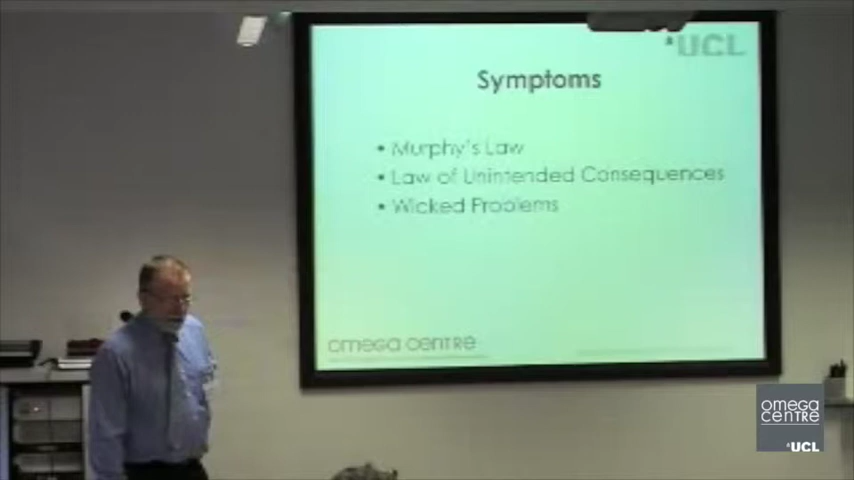 UCL
Symptoms
• Murphy's Law
• Law of Unintended Consequences
• Wicked Problems
omega centre
omega
centre
UCL